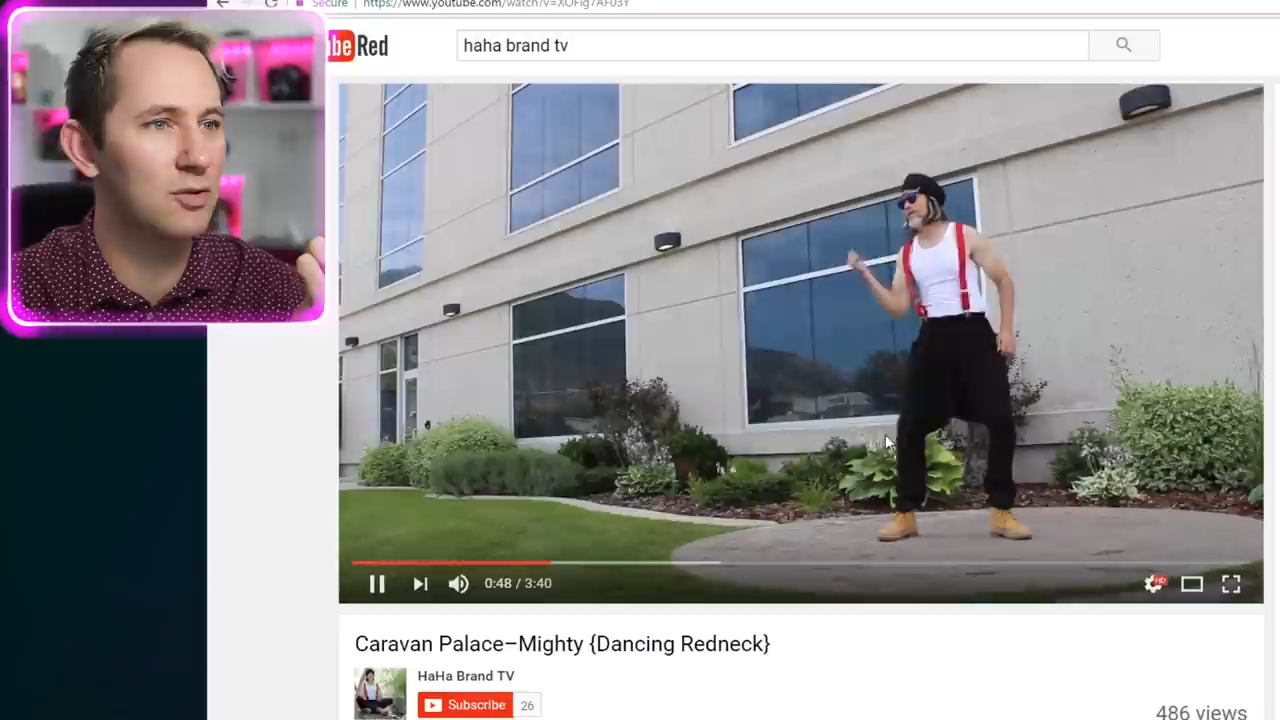 Secure https://www.youtube.com/watch?v=XOFig7AF03Y
be Red
haha brand tv
HD
0:48 / 3:40
Caravan Palace–Mighty {Dancing Redneck}
HaHa Brand TV
Subscribe 26
486 views